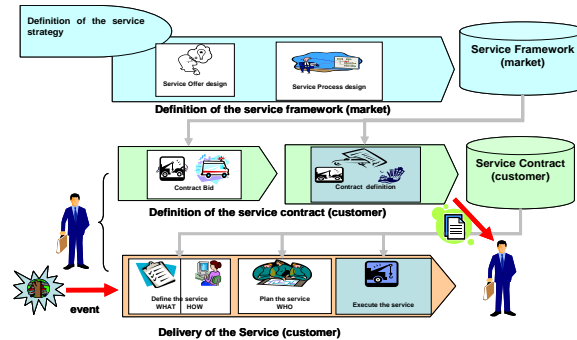 Definition of the service
strategy
Service Offer design
Service Process design
Service Framework
(market)
Definition of the service framework (market)
Contract Bid
Contract definition
Service Contract
(customer)
Definition of the service contract (customer)
event
Define the service
WHAT HOW
Plan the service
WHO
Execute the service
Delivery of the Service (customer)